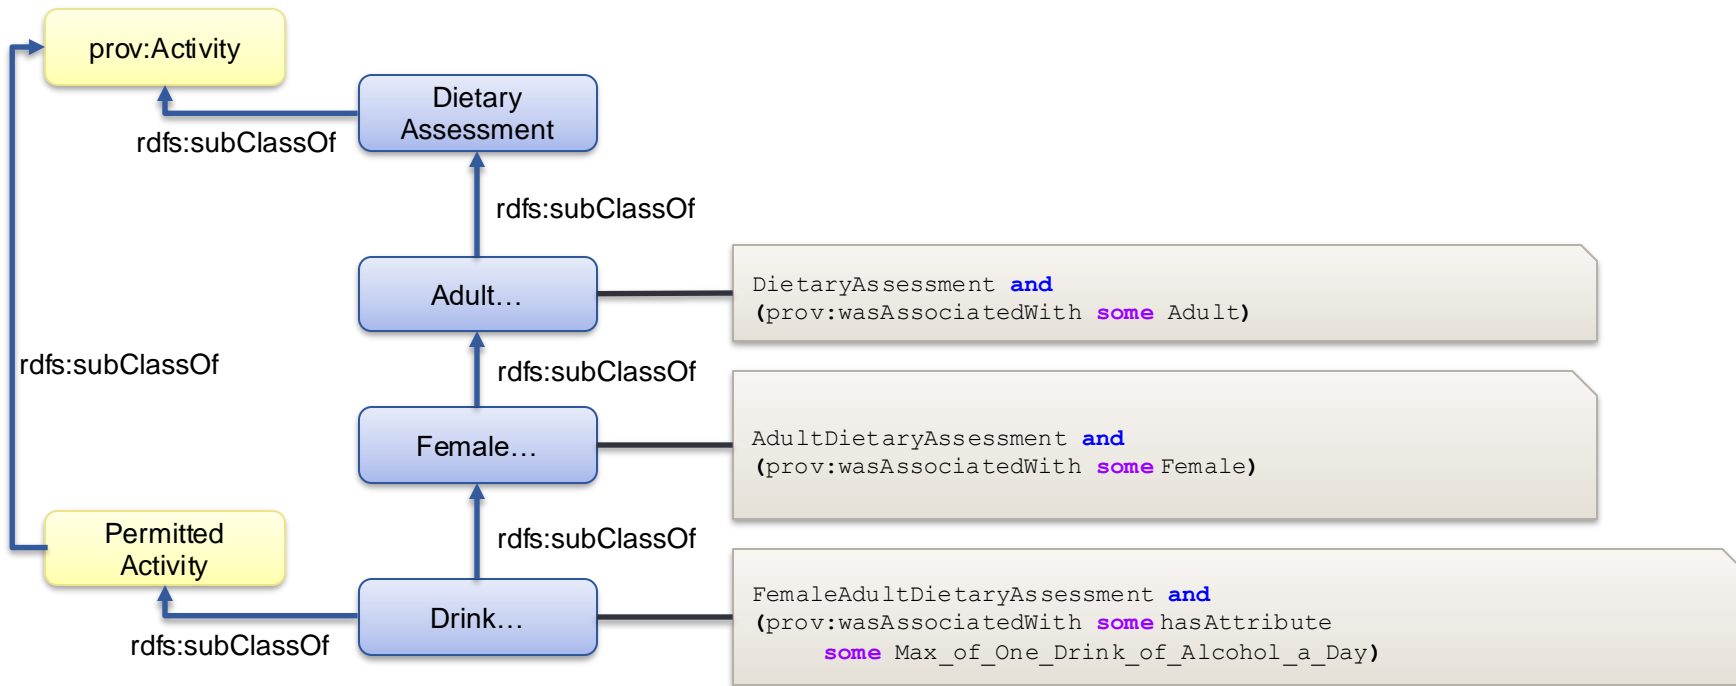 prov:Activity
Dietary
Assessment
rdfs:subClassOf
rdfs:subClassOf
Adult…
DietaryAssessment and
(prov:wasAssociatedWith some Adult)
rdfs:subClassOf
rdfs:subClassOf
Female…
AdultDietaryAssessment and
(prov:wasAssociatedWith some Female)
Permitted
Activity
rdfs:subClassOf
Drink…
rdfs:subClassOf
FemaleAdultDietaryAssessment and
(prov:wasAssociatedWith some hasAttribute
some Max_of_One_Drink_of_Alcohol_a_Day)